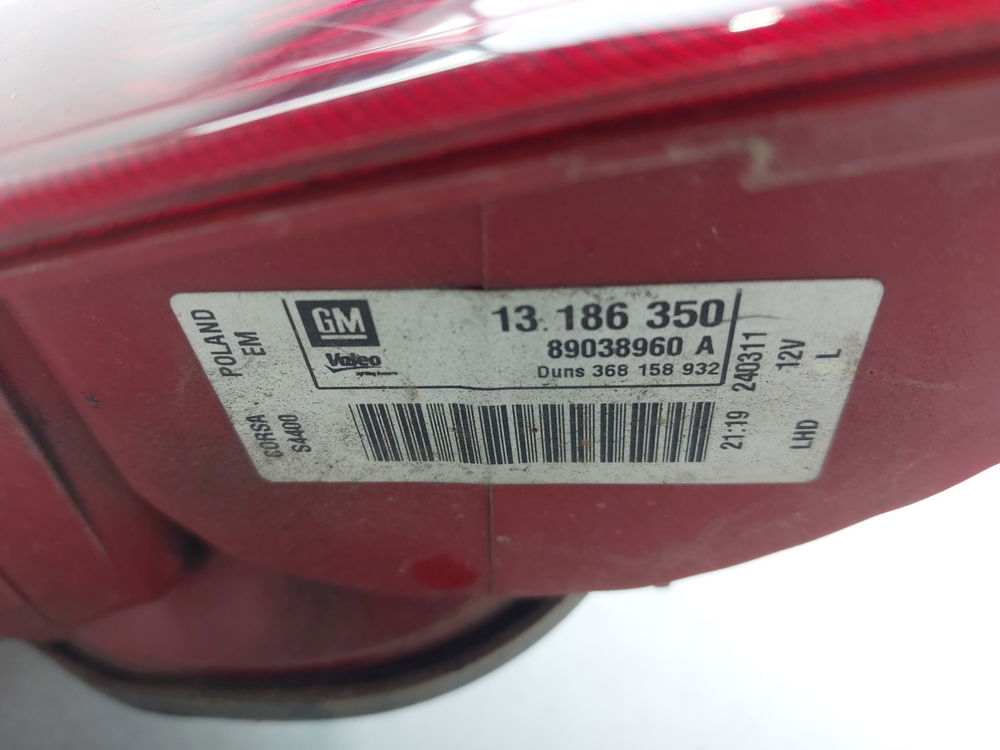 POLAND
EM
CORSA
S4400
GM
Valeo
13 186 350
89038960 A
Duns 368 158 932
21:19 240311
12V
LHD L